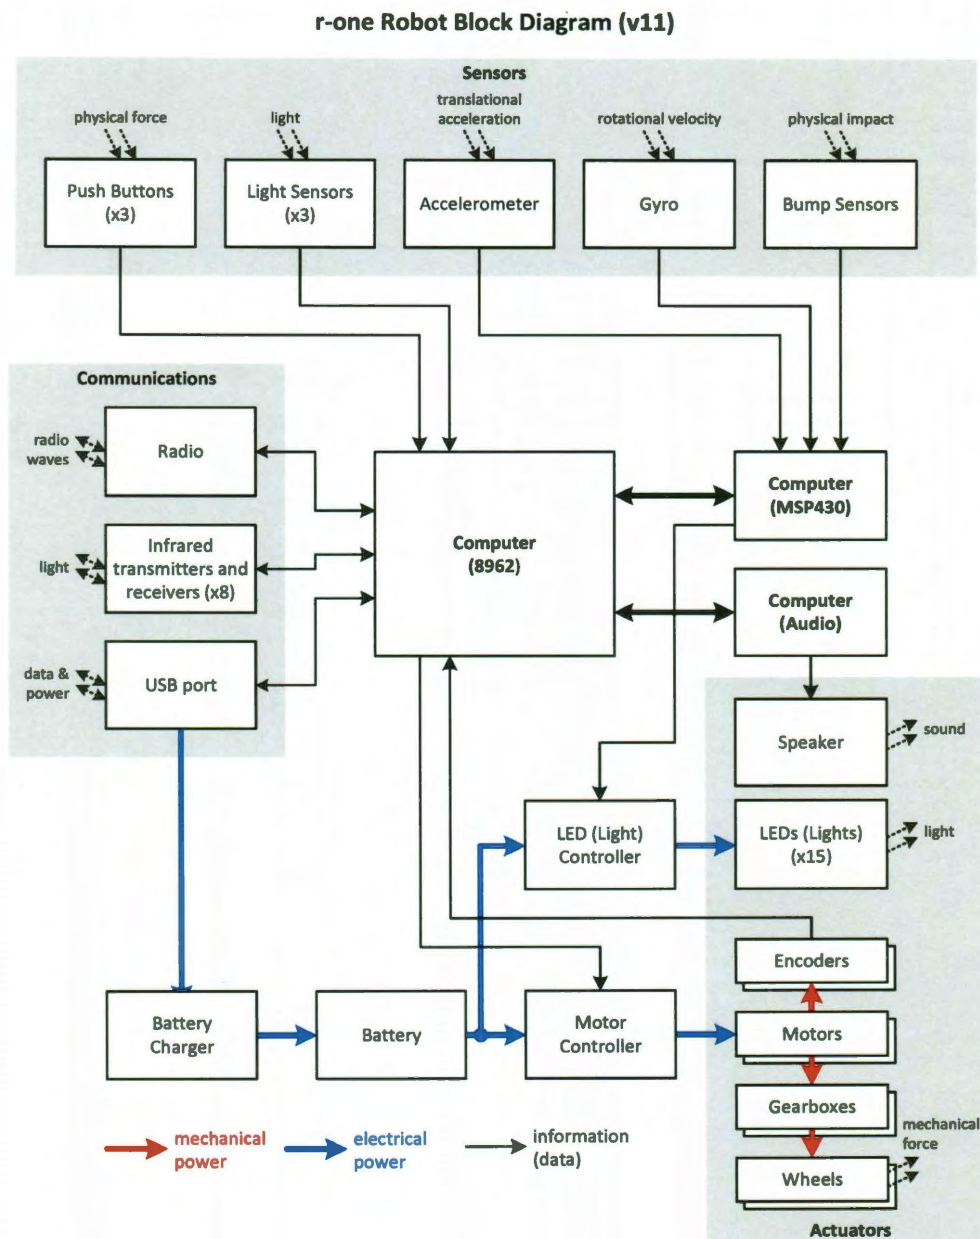 r-one Robot Block Diagram (v11)
Sensors
physical force
light
translational
acceleration
rotational velocity
physical impact
Push Buttons
(x3)
Light Sensors
(x3)
Accelerometer
Gyro
Bump Sensors
Communications
radio
waves
Radio
light
Infrared
transmitters and
receivers (x8)
data &
power
USB port
Computer
(8962)
Computer
(MSP430)
Computer
(Audio)
Speaker
sound
LED (Light)
Controller
LEDs (Lights)
(x15)
light
Encoders
Battery
Charger
Battery
Motor
Controller
Motors
Gearboxes
mechanical
force
Wheels
Actuators
mechanical
power
electrical
power
information
(data)